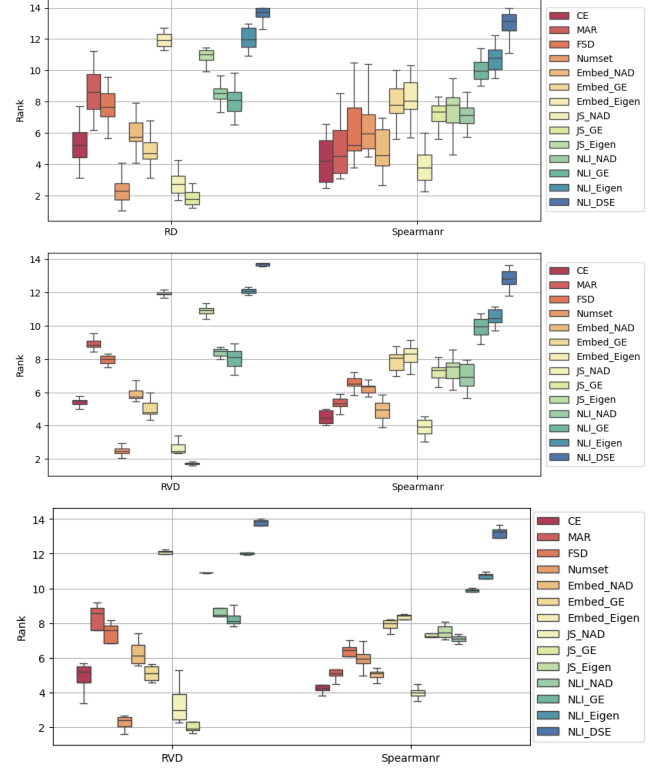 14
12
10
8
6
4
2
Rank
RD
Spearmanr
CE
MAR
FSD
Numset
Embed_NAD
Embed_GE
Embed_Eigen
JS_NAD
JS_GE
JS_Eigen
NLI_NAD
NLI_GE
NLI_Eigen
NLI_DSE
14
12
10
8
6
4
2
Rank
RVD
Spearmanr
CE
MAR
FSD
Numset
Embed_NAD
Embed_GE
Embed_Eigen
JS_NAD
JS_GE
JS_Eigen
NLI_NAD
NLI_GE
NLI_Eigen
NLI_DSE
14
12
10
8
6
4
2
Rank
RVD
Spearmanr
CE
MAR
FSD
Numset
Embed_NAD
Embed_GE
Embed_Eigen
JS_NAD
JS_GE
JS_Eigen
NLI_NAD
NLI_GE
NLI_Eigen
NLI_DSE